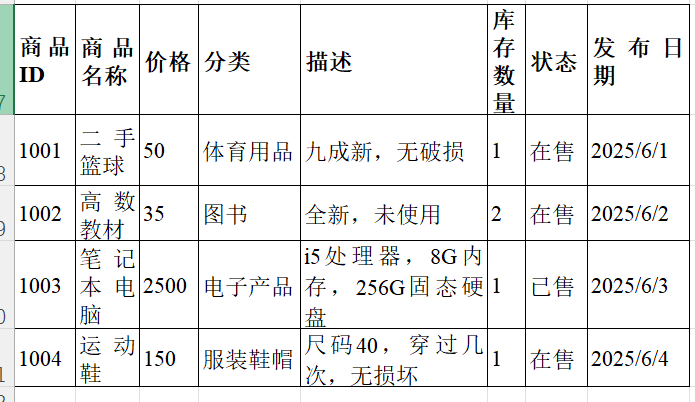 商品ID 商品名称 价格 分类 描述 库存数量 状态 发布日期
1001 二手篮球 50 体育用品 九成新，无破损 1 在售 2025/6/1
1002 高数教材 35 图书 全新，未使用 2 在售 2025/6/2
1003 笔记本电脑 2500 电子产品 i5处理器，8G内存，256G固态硬盘 1 已售 2025/6/3
1004 运动鞋 150 服装鞋帽 尺码40，穿过几次，无损坏 1 在售 2025/6/4